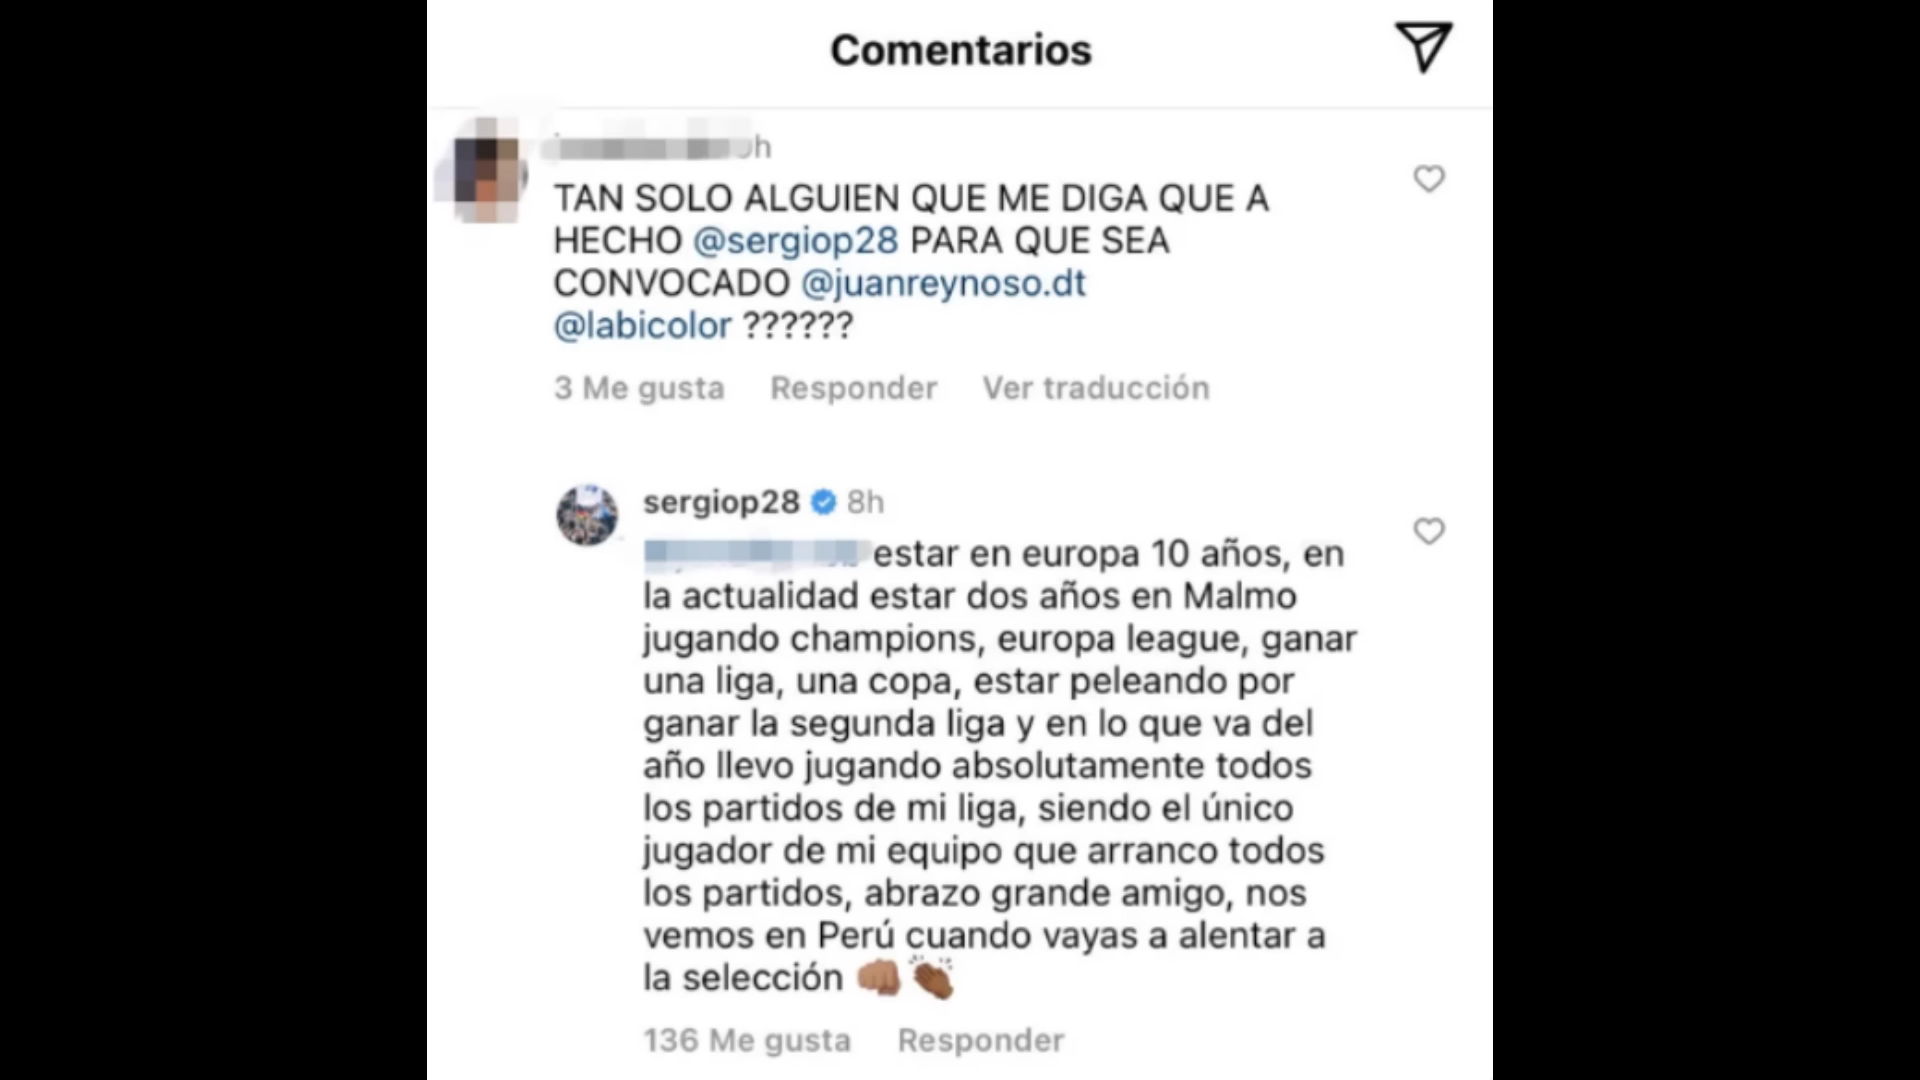 Comentarios
h
TAN SOLO ALGUIEN QUE ME DIGA QUE A
HECHO @sergiop28 PARA QUE SEA
CONVOCADO @juanreynoso.dt
@labicolor ??????
3 Me gusta Responder Ver traducción
sergiop28 8h
estar en europa 10 años, en
la actualidad estar dos años en Malmo
jugando champions, europa league, ganar
una liga, una copa, estar peleando por
ganar la segunda liga y en lo que va del
año llevo jugando absolutamente todos
los partidos de mi liga, siendo el único
jugador de mi equipo que arranco todos
los partidos, abrazo grande amigo, nos
vemos en Perú cuando vayas a alentar a
la selección 👊🏽👏🏾
136 Me gusta Responder